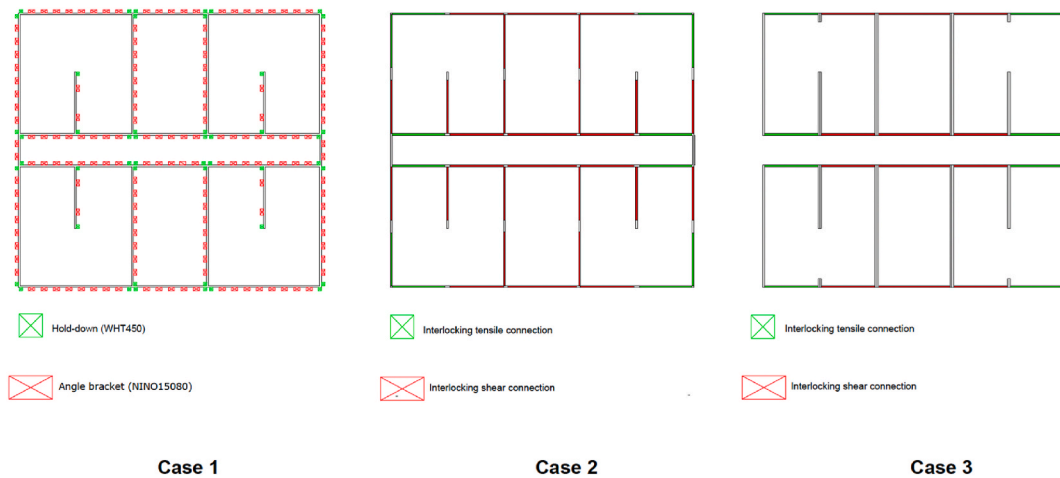 Hold-down (WHT450)
Interlocking tensile connection
Interlocking tensile connection
Angle bracket (NINO15080)
Interlocking shear connection
Interlocking shear connection
Case 1
Case 2
Case 3